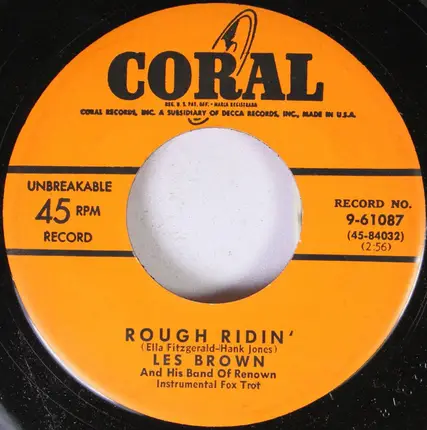 CORAL
REG. U. S. PAT. OFF. - MARCA REGISTRADA
CORAL RECORDS, INC. A SUBSIDIARY OF DECCA RECORDS, INC., MADE IN U.S.A.
UNBREAKABLE
45 RPM
RECORD
RECORD NO.
9-61087
(45-84032)
(2:56)
ROUGH RIDIN'
(Ella Fitzgerald-Hank Jones)
LES BROWN
And His Band Of Renown
Instrumental Fox Trot